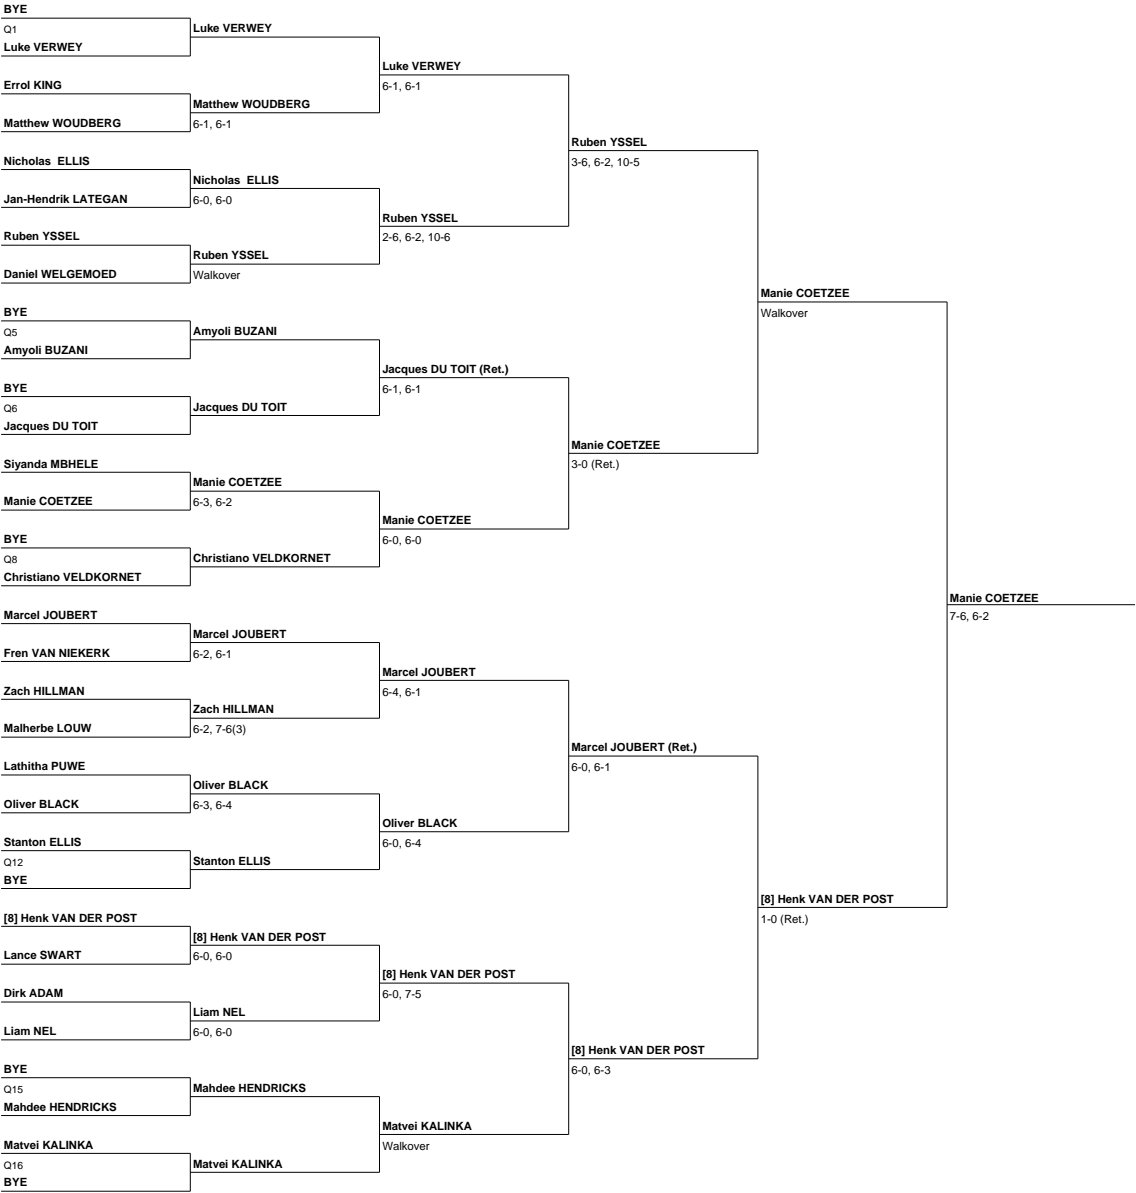 BYE
Q1
Luke VERWEY
Errol KING
Matthew WOUDBERG
Nicholas  ELLIS
Jan-Hendrik LATEGAN
Ruben YSSEL
Daniel WELGEMOED
BYE
Q5
Amyoli BUZANI
BYE
Q6
Jacques DU TOIT
Siyanda MBHELE
Manie COETZEE
BYE
Q8
Christiano VELDKORNET
Marcel JOUBERT
Fren VAN NIEKERK
Zach HILLMAN
Malherbe LOUW
Lathitha PUWE
Oliver BLACK
Stanton ELLIS
Q12
BYE
[8] Henk VAN DER POST
Lance SWART
Dirk ADAM
Liam NEL
BYE
Q15
Mahdee HENDRICKS
Matvei KALINKA
Q16
BYE
Luke VERWEY
Matthew WOUDBERG
6-1, 6-1
Nicholas  ELLIS
6-0, 6-0
Ruben YSSEL
Walkover
Amyoli BUZANI
Jacques DU TOIT
Manie COETZEE
6-3, 6-2
Christiano VELDKORNET
Marcel JOUBERT
6-2, 6-1
Zach HILLMAN
6-2, 7-6(3)
Oliver BLACK
6-3, 6-4
Stanton ELLIS
[8] Henk VAN DER POST
6-0, 6-0
Liam NEL
6-0, 6-0
Mahdee HENDRICKS
Matvei KALINKA
Luke VERWEY
6-1, 6-1
Ruben YSSEL
2-6, 6-2, 10-6
Jacques DU TOIT (Ret.)
6-1, 6-1
Manie COETZEE
6-0, 6-0
Marcel JOUBERT
6-4, 6-1
Oliver BLACK
6-0, 6-4
[8] Henk VAN DER POST
6-0, 7-5
Matvei KALINKA
Walkover
Ruben YSSEL
3-6, 6-2, 10-5
Manie COETZEE
3-0 (Ret.)
Marcel JOUBERT (Ret.)
6-0, 6-1
[8] Henk VAN DER POST
6-0, 6-3
Manie COETZEE
Walkover
[8] Henk VAN DER POST
1-0 (Ret.)
Manie COETZEE
7-6, 6-2